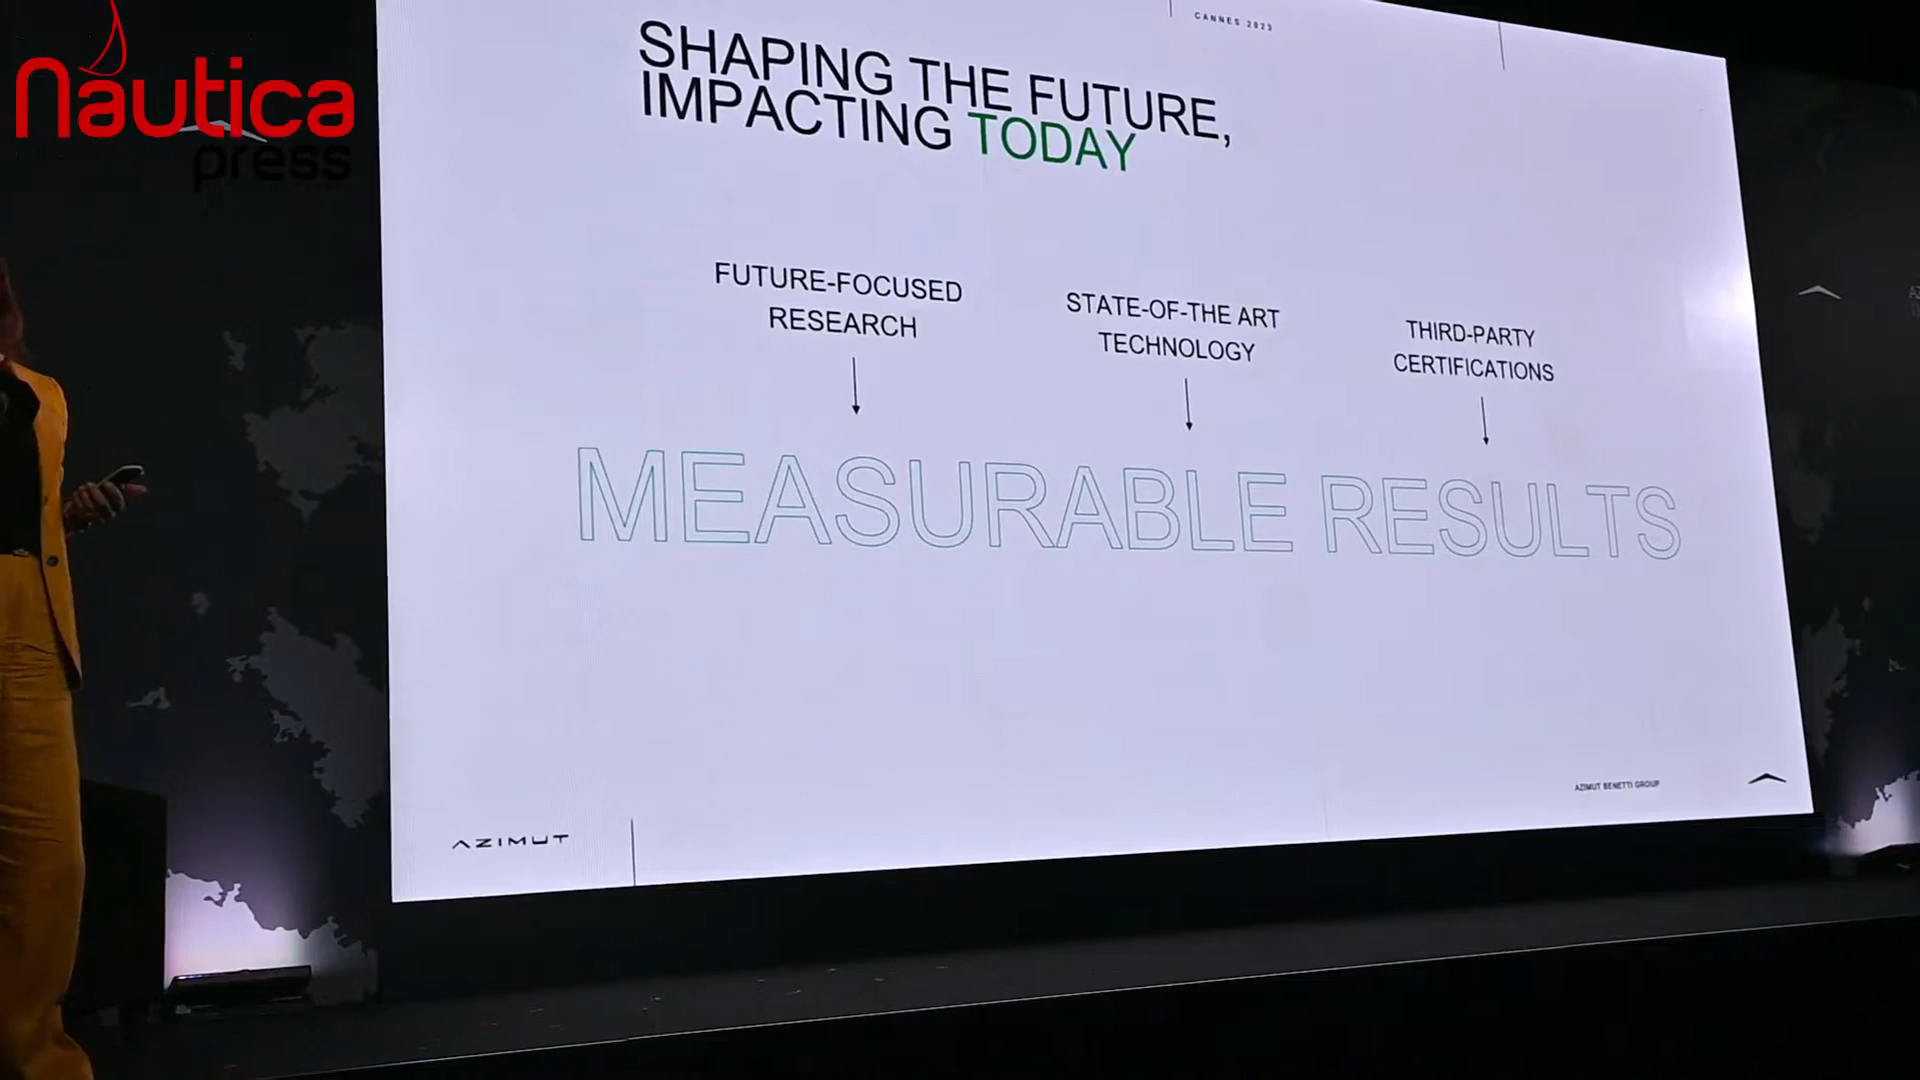 Nautica
press
CANNES 2023
SHAPING THE FUTURE,
IMPACTING TODAY
FUTURE-FOCUSED
RESEARCH
STATE-OF-THE ART
TECHNOLOGY
THIRD-PARTY
CERTIFICATIONS
MEASURABLE RESULTS
AZIMUT BENETTI GROUP
AZIMUT